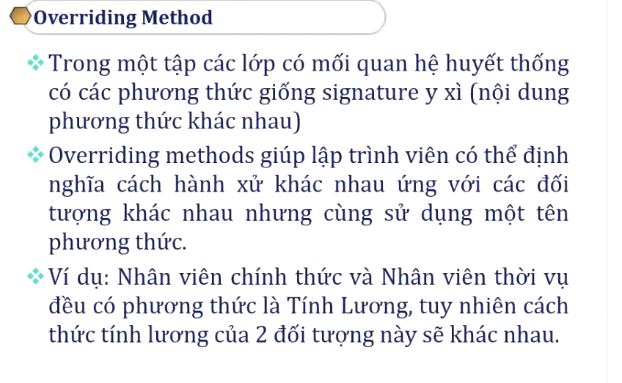 Overriding Method
Trong một tập các lớp có mối quan hệ huyết thống
có các phương thức giống signature y xì (nội dung
phương thức khác nhau)
Overriding methods giúp lập trình viên có thể định
nghĩa cách hành xử khác nhau ứng với các đối
tượng khác nhau nhưng cùng sử dụng một tên
phương thức.
Ví dụ: Nhân viên chính thức và Nhân viên thời vụ
đều có phương thức là Tính Lương, tuy nhiên cách
thức tính lương của 2 đối tượng này sẽ khác nhau.